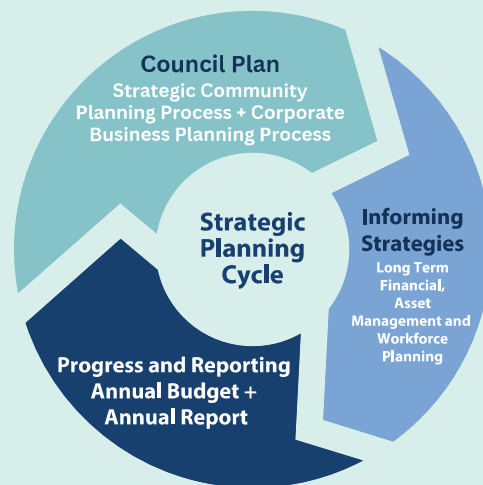 Council Plan
Strategic Community
Planning Process + Corporate
Business Planning Process
Strategic
Planning
Cycle
Informing
Strategies
Long Term
Financial,
Asset
Management and
Workforce
Planning
Progress and Reporting
Annual Budget +
Annual Report